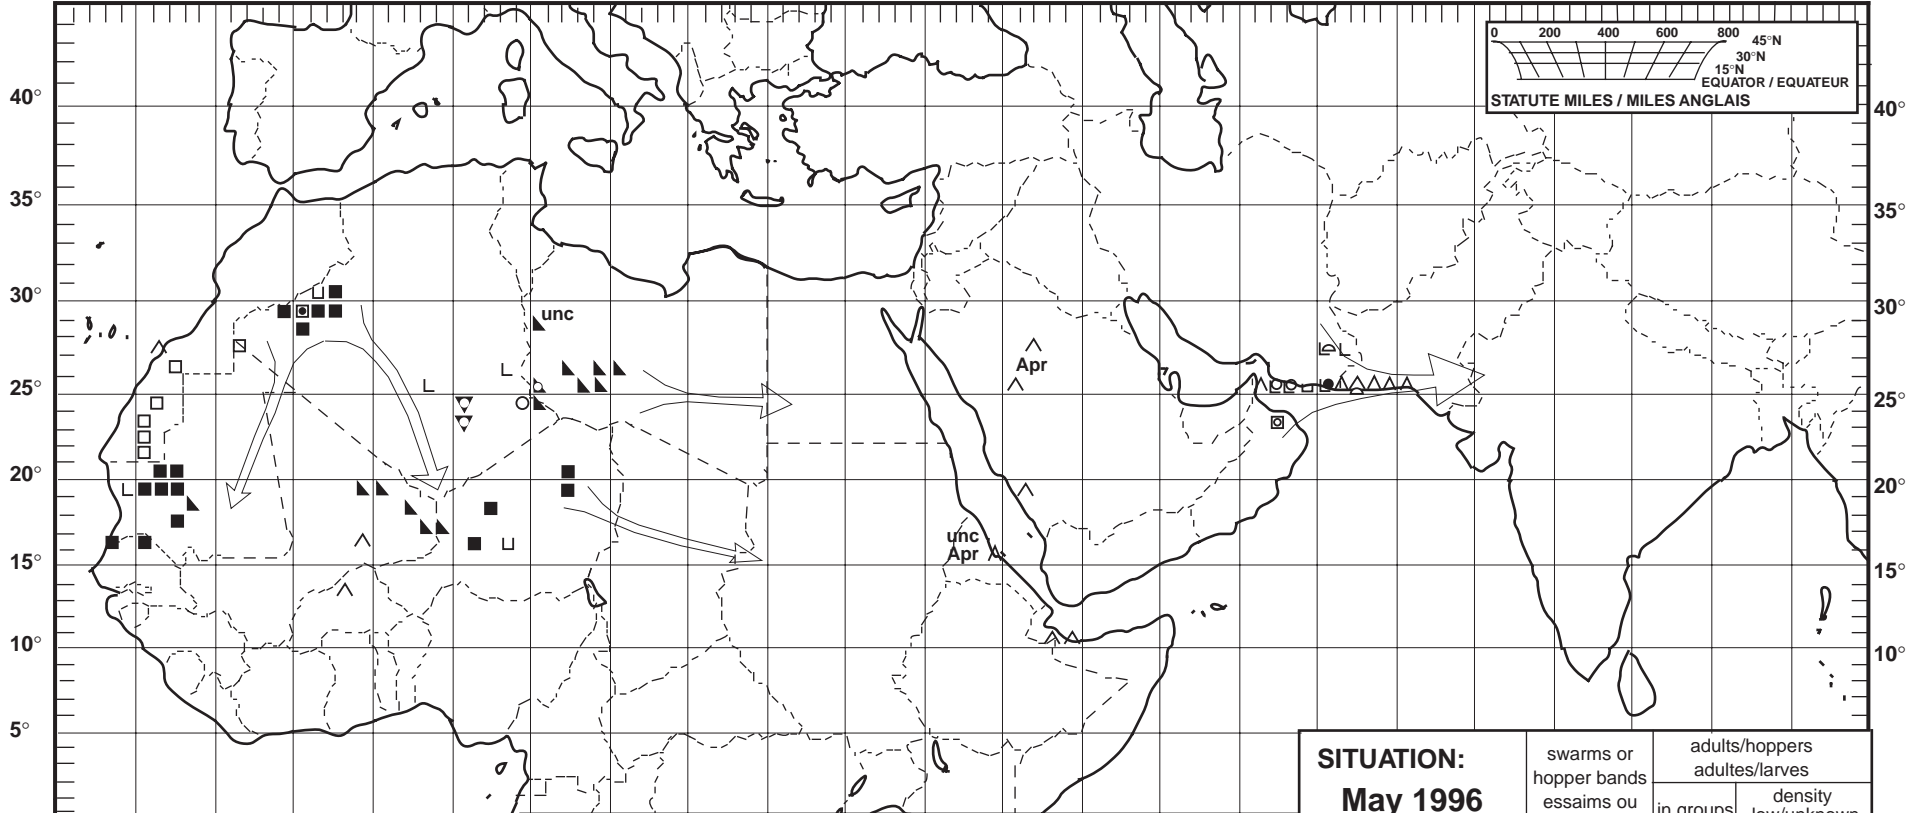 0 200 400 600 800
45°N
30°N
15°N
EQUATOR / EQUATEUR
STATUTE MILES / MILES ANGLAIS
40° 40°
35° 35°
30° 30°
unc
Apr
25° 25°
20° 20°
unc
Apr
15° 15°
10° 10°
5°
SITUATION:
May 1996
swarms or
hopper bands
essaims ou
adults/hoppers
adultes/larves
in groups
density
low/unknown